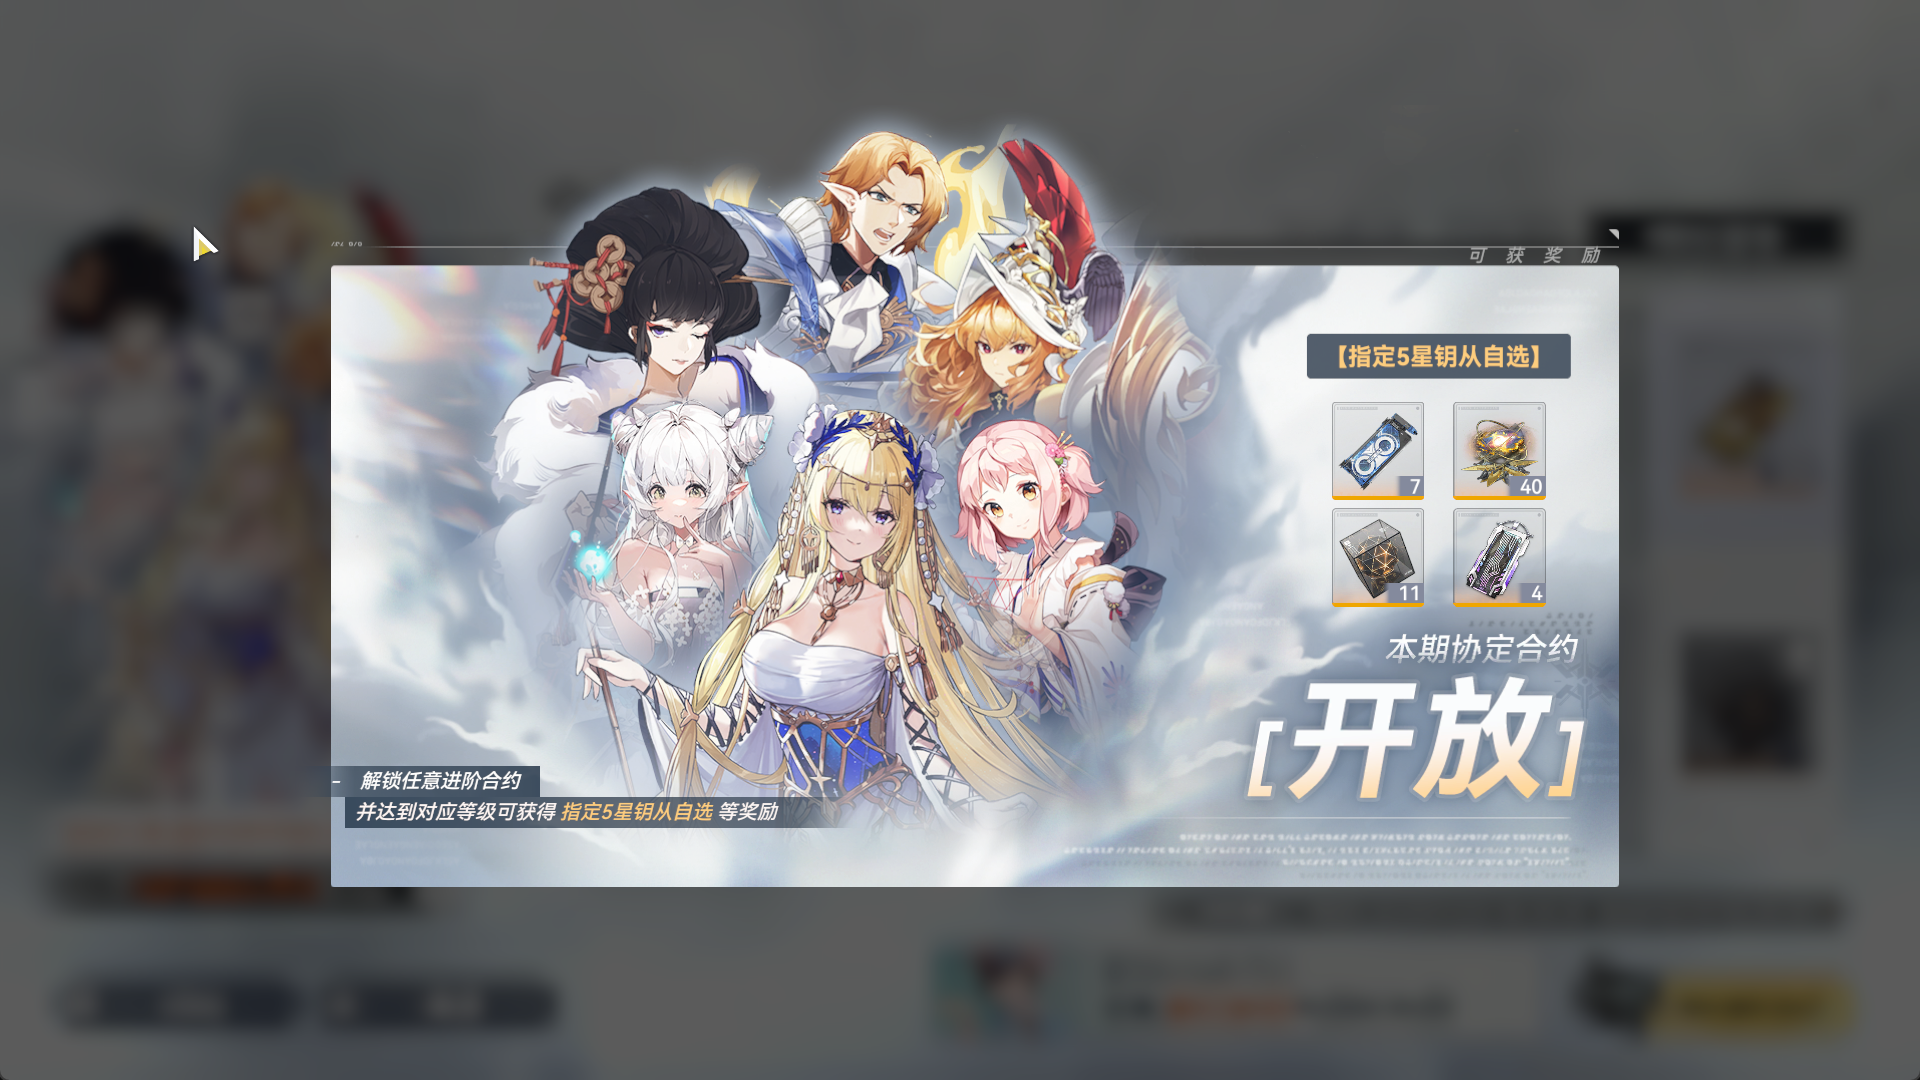 可获奖励
【指定5星钥从自选】
7
40
11
4
本期协定合约
[开放]
- 解锁任意进阶合约
并达到对应等级可获得 指定5星钥从自选 等奖励